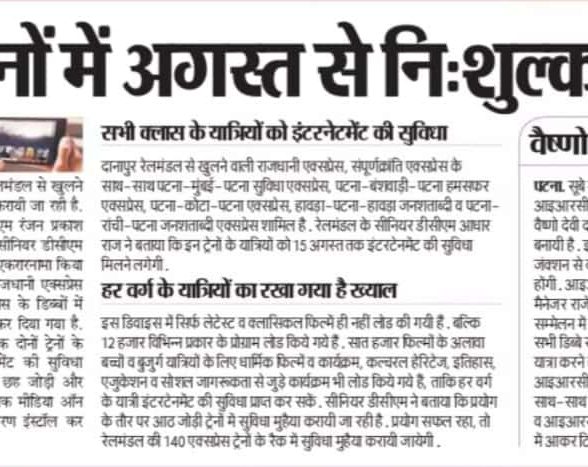 नों में अगस्त से निःशुल्क
सभी क्लास के यात्रियों को इंटरनेटमेंट की सुविधा
दानापुर रेलमंडल से खुलने वाली राजधानी एक्सप्रेस, संपूर्णक्रांति एक्सप्रेस के
साथ-साथ पटना-मुंबई-पटना सुविधा एक्सप्रेस, पटना-बंशवाड़ी-पटना हमसफर
एक्सप्रेस, पटना-कोटा-पटना एक्सप्रेस, हावड़ा-पटना-हावड़ा जनशताब्दी व पटना-
रांची-पटना जनशताब्दी एक्सप्रेस शामिल है. रेलमंडल के सीनियर डीसीएम आधार
राज ने बताया कि इन ट्रेनों के यात्रियों को 15 अगस्त तक इंटरटेनमेंट की सुविधा
मिलने लगेगी.
हर वर्ग के यात्रियों का रखा गया है ख्याल
इस डिवाइस में सिर्फ लेटेस्ट व क्लासिकल फिल्मे ही नहीं लोड की गयी है. बल्कि
12 हजार विभिन्न प्रकार के प्रोग्राम लोड किये गये है. सात हजार फिल्मों के अलावा
बच्चों व बुजुर्ग यात्रियों के लिए धार्मिक फिल्में व कार्यक्रम, कल्चरल हेरिटेज, इतिहास,
एजुकेशन व सोशल जागरूकता से जुड़े कार्यक्रम भी लोड किये गये हैं, ताकि हर वर्ग
के यात्री इंटरटेनमेंट की सुविधा प्राप्त कर सकें. सीनियर डीसीएम ने बताया कि प्रयोग
के तौर पर आठ जोड़ी ट्रेनों में सुविधा मुहैया करायी जा रही है. प्रयोग सफल रहा, तो
रेलमंडल की 140 एक्सप्रेस ट्रेनों के रैक में सुविधा मुहैया करायी जायेगी.
लमंडल से खुलने
करायी जा रही है.
एम रंजन प्रकाश
सीनियर डीसीएम
एकरारनामा किया
जधानी एक्सप्रेस
स के डिब्बों में
कर दिया गया है.
क दोनों ट्रेनों के
मेंट की सुविधा
छह जोड़ी और
क मीडिया ऑन
रण इंस्टॉल कर
वैष्णो
पटना. सूबे
आइआरसी
वैष्णो देवी द
बनायी है. इ
जंक्शन से
होगी. आइ
मैनेजर राजे
सम्मेलन में
सभी डिब्बे
यात्रा करने
आइआरसी
साथ-साथ
व आइआर
में आकर टि